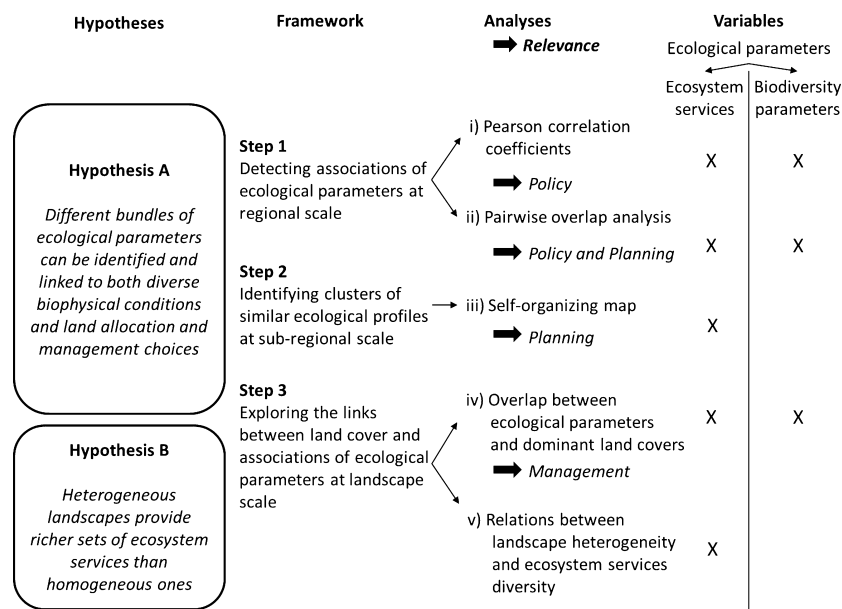 Hypotheses
Framework
Analyses
Relevance
Variables
Ecological parameters
Ecosystem
services
Biodiversity
parameters
Hypothesis A
Different bundles of
ecological parameters
can be identified and
linked to both diverse
biophysical conditions
and land allocation and
management choices
Hypothesis B
Heterogeneous
landscapes provide
richer sets of ecosystem
services than
homogeneous ones
Step 1
Detecting associations of
ecological parameters at
regional scale
Step 2
Identifying clusters of
similar ecological profiles
at sub-regional scale
Step 3
Exploring the links
between land cover and
associations of ecological
parameters at landscape
scale
i) Pearson correlation
coefficients
Policy
X X
ii) Pairwise overlap analysis
Policy and Planning
X X
iii) Self-organizing map
Planning
X
iv) Overlap between
ecological parameters
and dominant land covers
Management
X X
v) Relations between
landscape heterogeneity
and ecosystem services
diversity
X